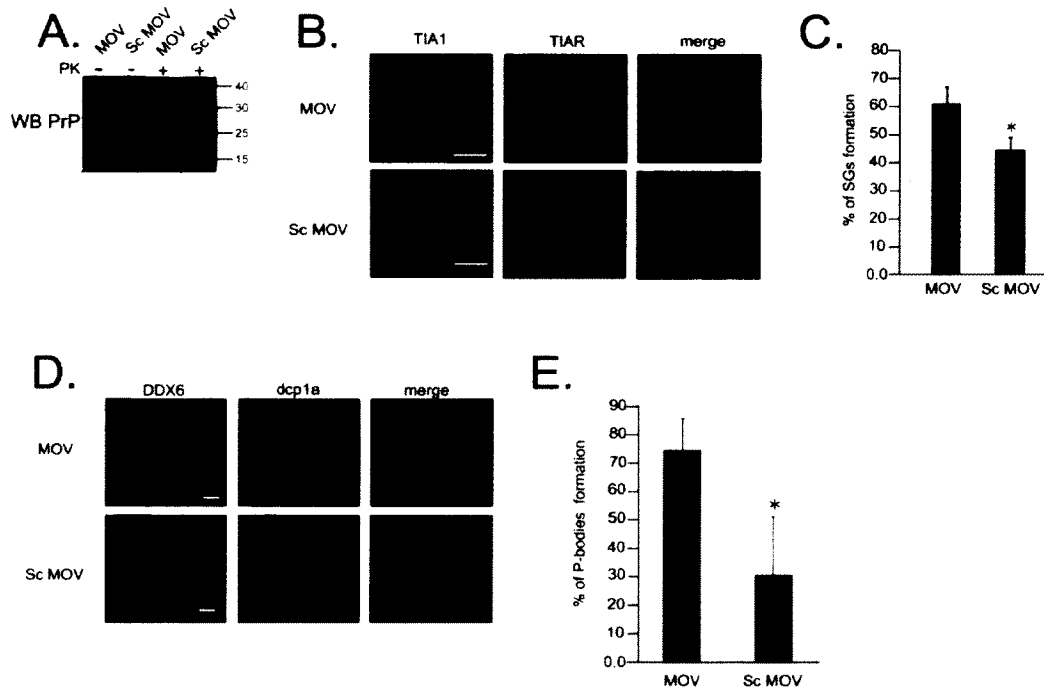 A.
MOV
Sc MOV
MOV
Sc MOV
PK
- - + +
WB PrP
40
30
25
15
B.
TIA1 TIAR merge
MOV
Sc MOV
C.
% of SGs formation
80
70
60
50
40
30
20
10
0.0
*
MOV Sc MOV
D.
DDX6 dcp1a merge
MOV
Sc MOV
E.
% of P-bodies formation
90
80
70
60
50
40
30
20
10
0.0
*
MOV Sc MOV